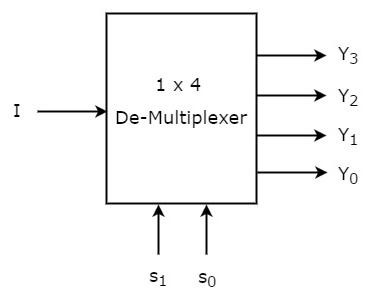 1 x 4
De-Multiplexer
I
Y3
Y2
Y1
Y0
s1 s0